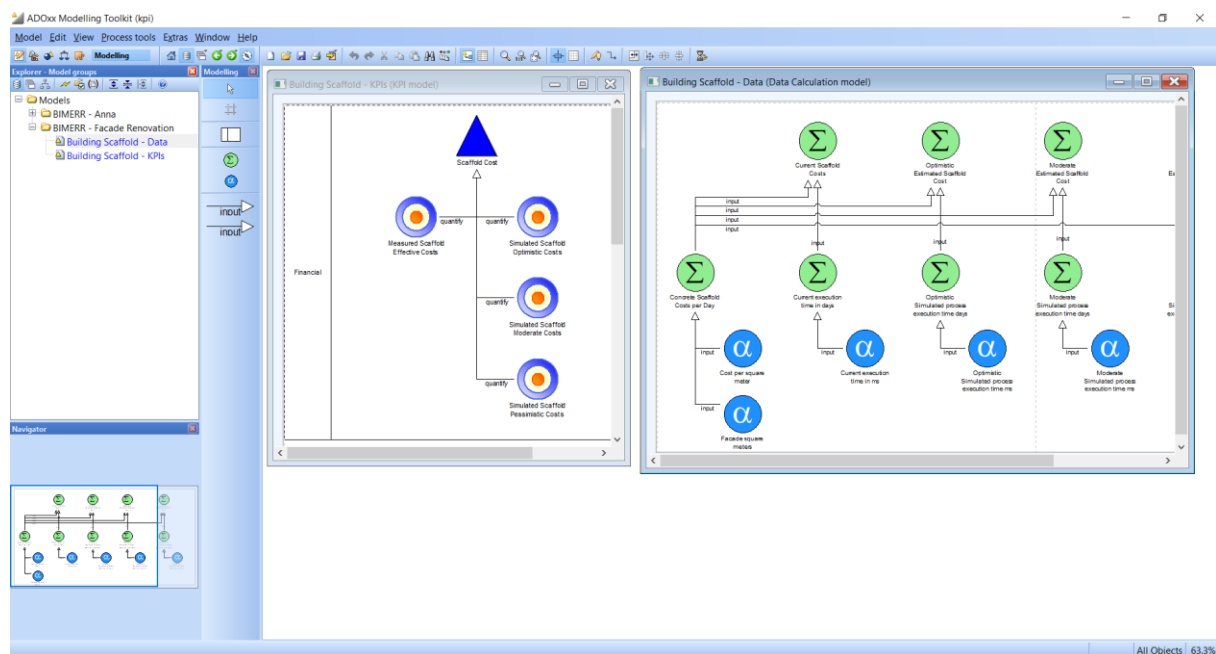 ADOxx Modelling Toolkit (kpi)
Model Edit View Process tools Extras Window Help
Modelling
Explorer - Model groups
Modelling
Models
BIMERR - Anna
BIMERR - Facade Renovation
Building Scaffold - Data
Building Scaffold - KPIs
input
input
Navigator
Building Scaffold - KPIs (KPI model)
Scaffold Cost
quantify
quantify
Measured Scaffold
Effective Costs
Simulated Scaffold
Optimistic Costs
Financial
quantify
Simulated Scaffold
Moderate Costs
quantify
Simulated Scaffold
Pessimistic Costs
Building Scaffold - Data (Data Calculation model)
Σ
Σ
Σ
Current Scaffold
Costs
Optimistic
Estimated Scaffold
Cost
Moderate
Estimated Scaffold
Cost
input
input
input
input
input
input
input
Σ
Σ
Σ
Σ
Concrete Scaffold
Costs per Day
Current execution
time in days
Optimistic
Simulated process
execution time days
Moderate
Simulated process
execution time days
input
α
input
α
input
α
input
α
Cost per square
meter
Current execution
time in ms
Optimistic
Simulated process
execution time ms
Moderate
Simulated process
execution time ms
input
α
Facade square
meters
All Objects 63.3%